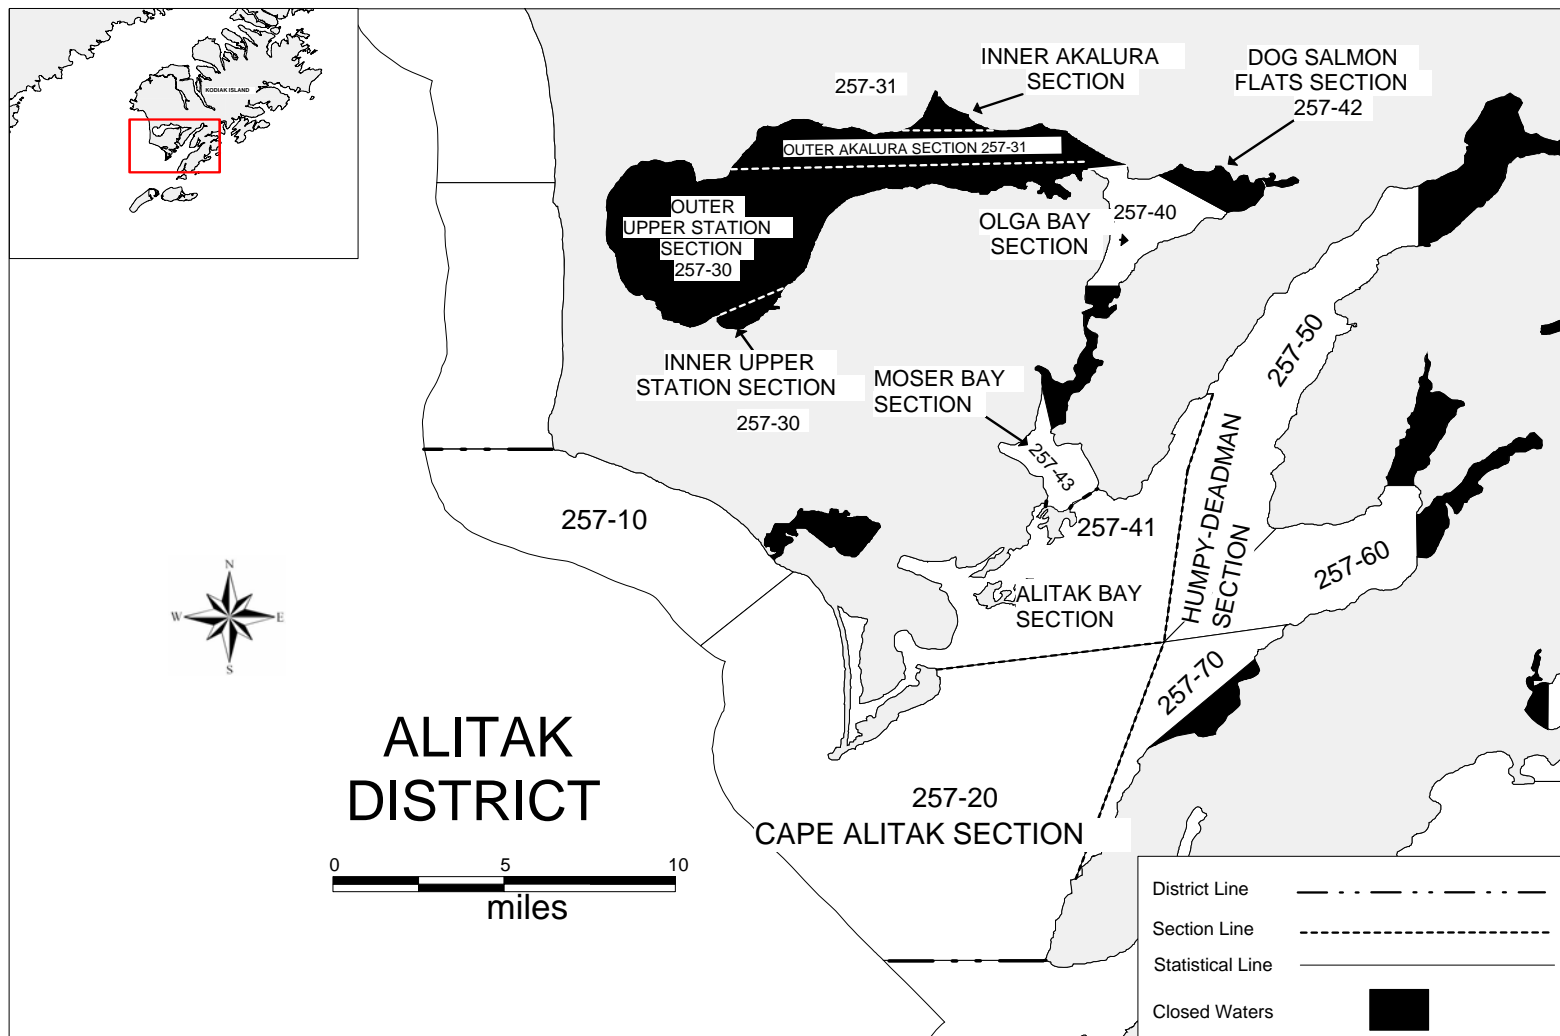 KODIAK ISLAND
257-31
INNER AKALURA
SECTION
DOG SALMON
FLATS SECTION
257-42
OUTER AKALURA SECTION 257-31
OUTER
UPPER STATION
SECTION
257-30
OLGA BAY
SECTION
257-40
INNER UPPER
STATION SECTION
257-30
MOSER BAY
SECTION
257-43
257-50
HUMPY-DEADMAN
SECTION
257-10
257-41
257-60
ALITAK BAY
SECTION
257-70
N
W
E
S
ALITAK
DISTRICT
257-20
CAPE ALITAK SECTION
0 5 10
miles
District Line
Section Line
Statistical Line
Closed Waters